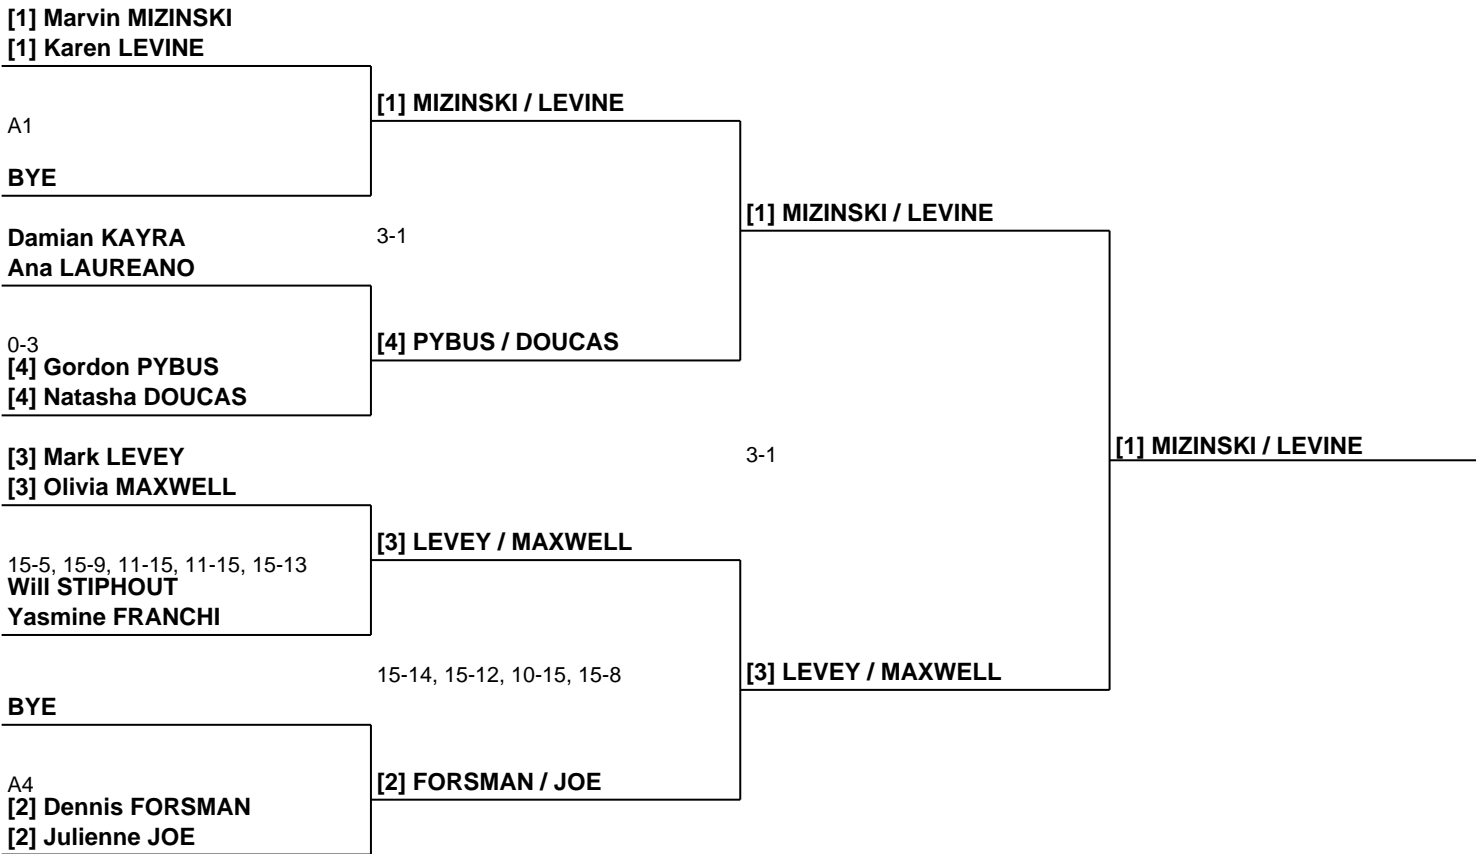 [1] Marvin MIZINSKI
[1] Karen LEVINE
[1] MIZINSKI / LEVINE
A1
BYE
[1] MIZINSKI / LEVINE
Damian KAYRA
3-1
Ana LAUREANO
0-3
[4] PYBUS / DOUCAS
[4] Gordon PYBUS
[4] Natasha DOUCAS
[3] Mark LEVEY
3-1
[1] MIZINSKI / LEVINE
[3] Olivia MAXWELL
[3] LEVEY / MAXWELL
15-5, 15-9, 11-15, 11-15, 15-13
Will STIPHOUT
Yasmine FRANCHI
15-14, 15-12, 10-15, 15-8
[3] LEVEY / MAXWELL
BYE
A4
[2] FORSMAN / JOE
[2] Dennis FORSMAN
[2] Julienne JOE